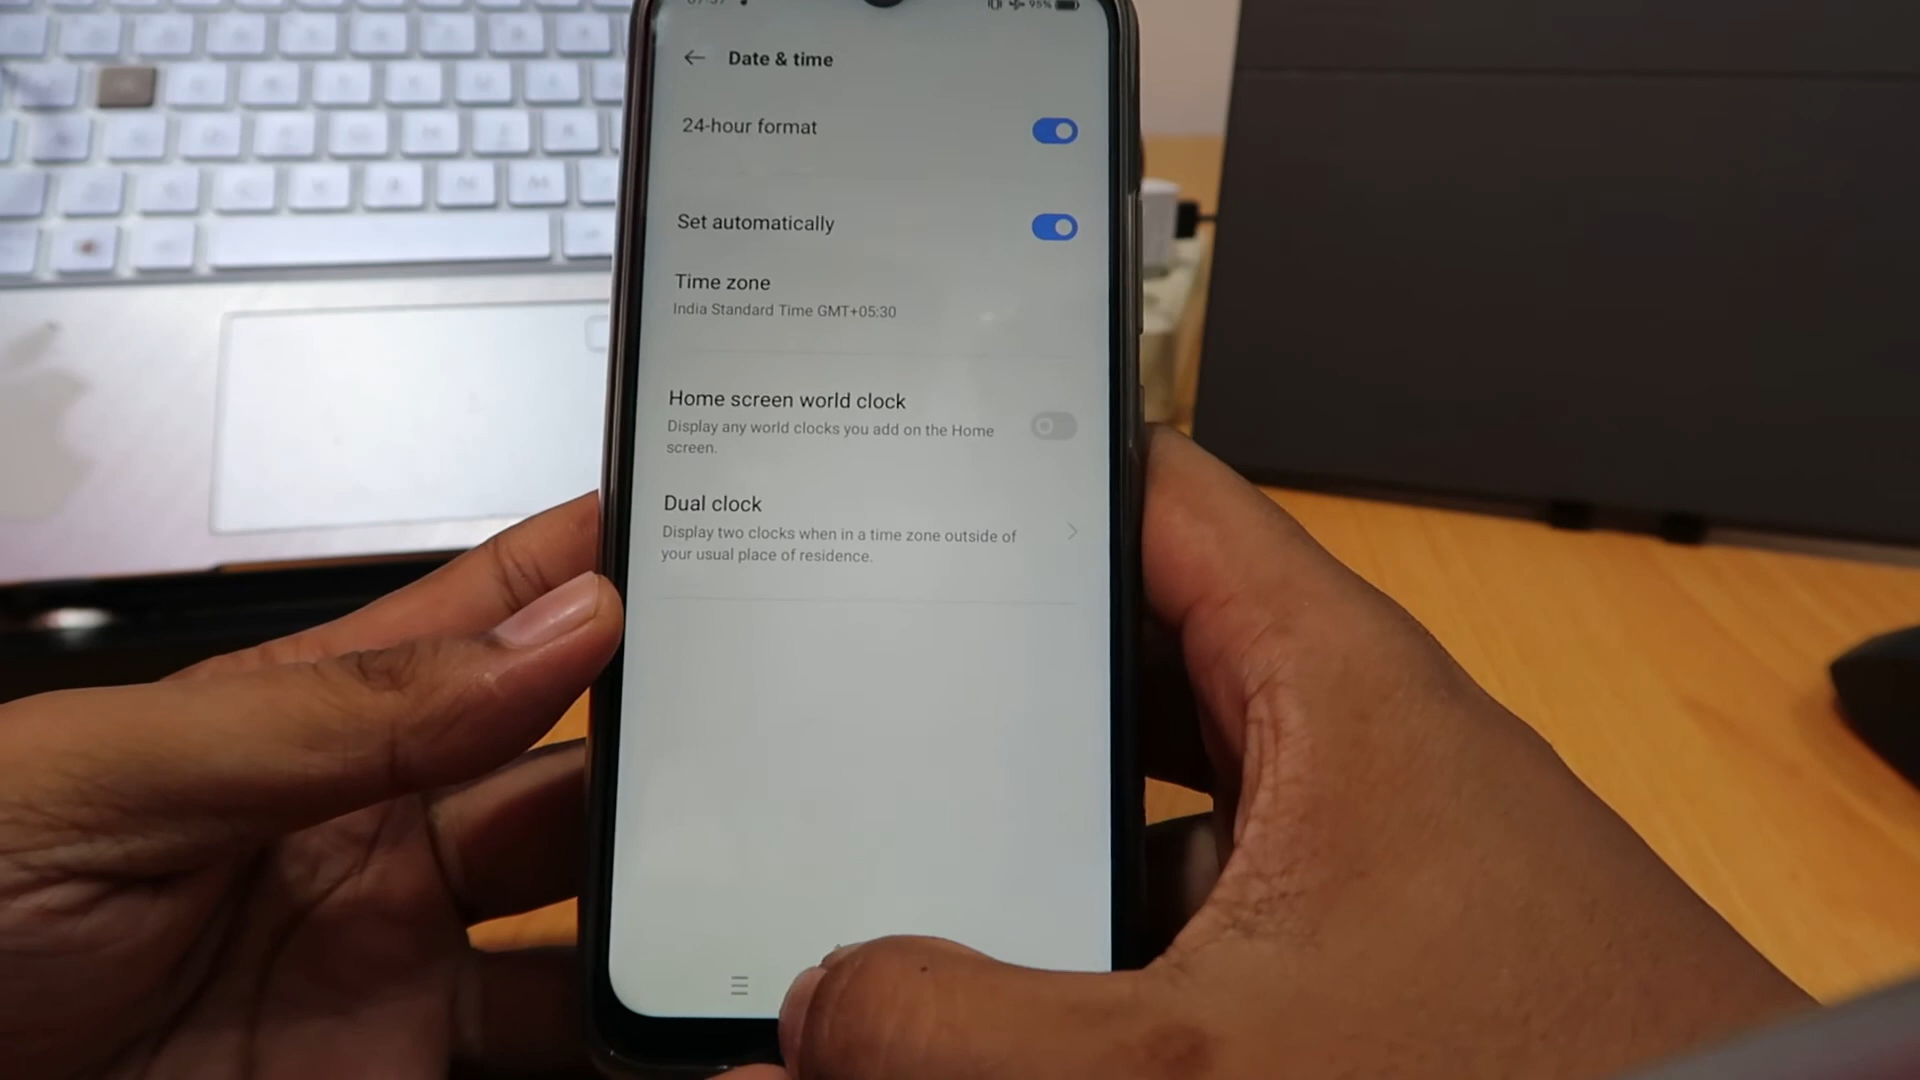 95%
Date & time
24-hour format
Set automatically
Time zone
India Standard Time GMT+05:30
Home screen world clock
Display any world clocks you add on the Home
screen.
Dual clock
Display two clocks when in a time zone outside of
your usual place of residence.